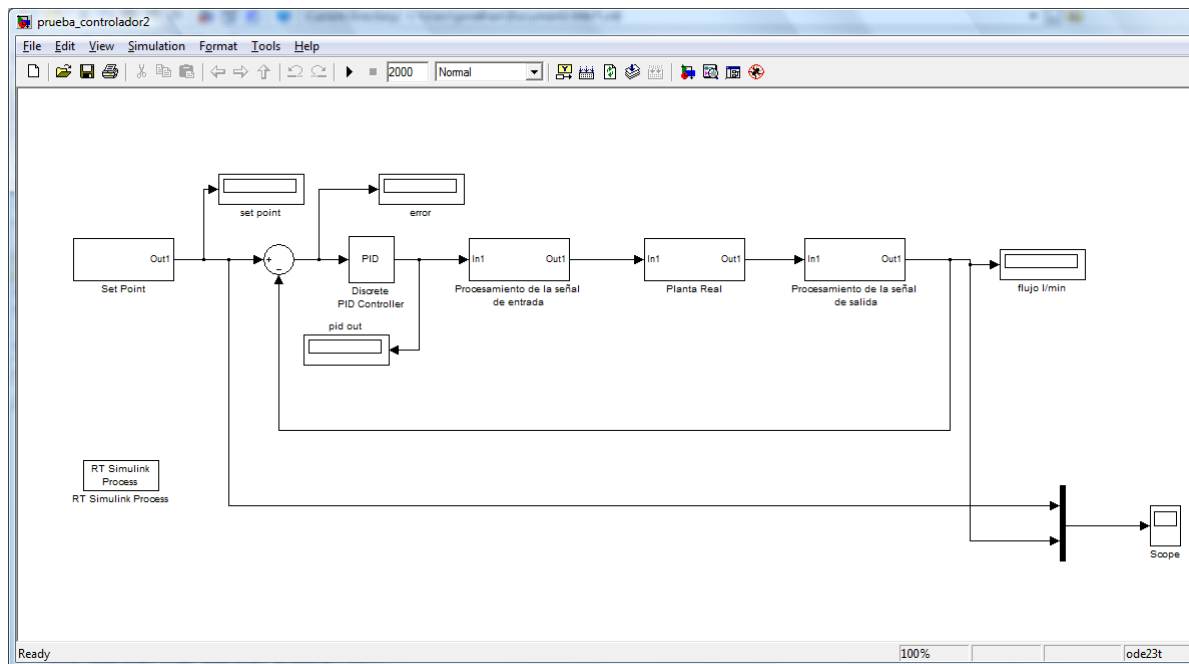 prueba_controlador2
File Edit View Simulation Format Tools Help
2000 Normal
set point
error
Out1
+
−
PID
In1 Out1
In1 Out1
In1 Out1
Set Point
Discrete
PID Controller
Procesamiento de la señal
de entrada
Planta Real
Procesamiento de la señal
de salida
flujo l/min
pid out
RT Simulink
Process
RT Simulink Process
Scope
Ready 100% ode23t